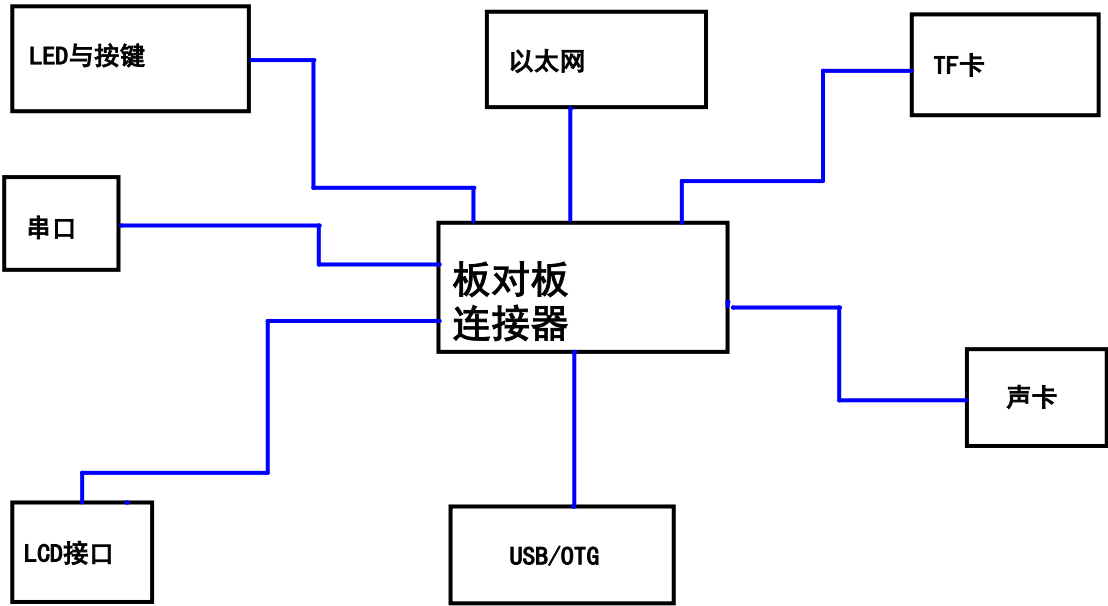 LED与按键
以太网
TF卡
串口
板对板
连接器
声卡
LCD接口
USB/OTG